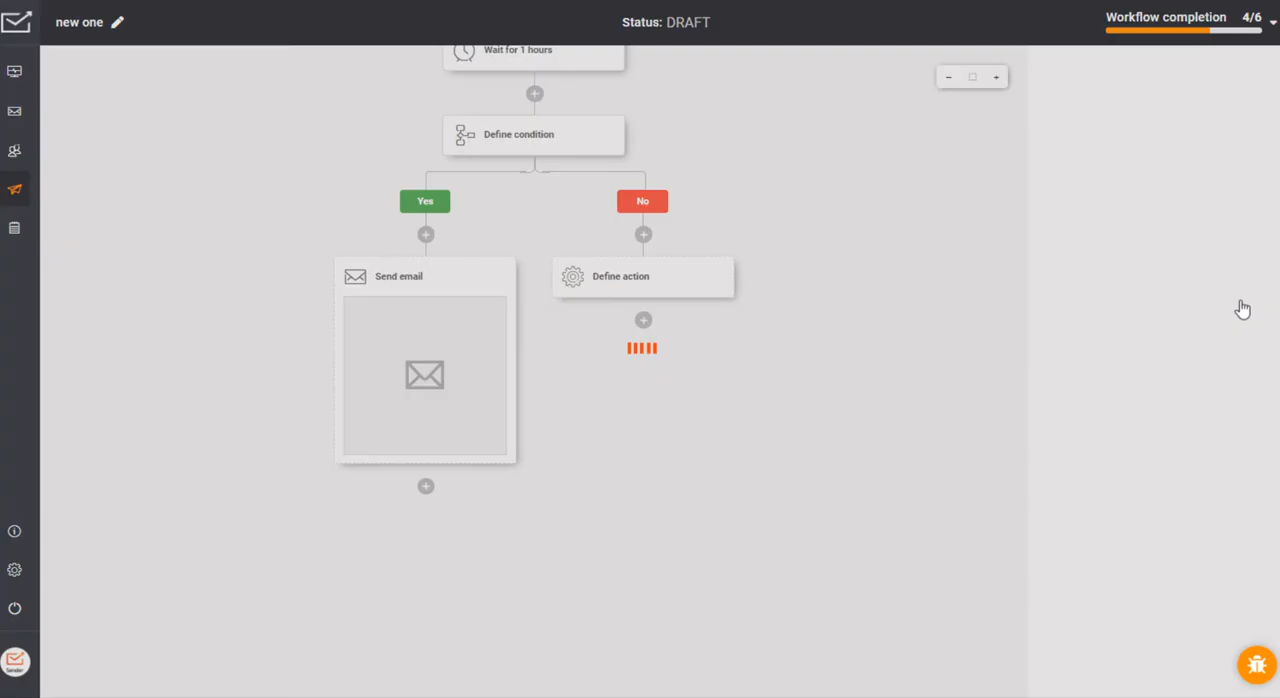 new one
Status: DRAFT
Workflow completion 4/6
Wait for 1 hours
Define condition
Yes
No
Send email
Define action
Sender